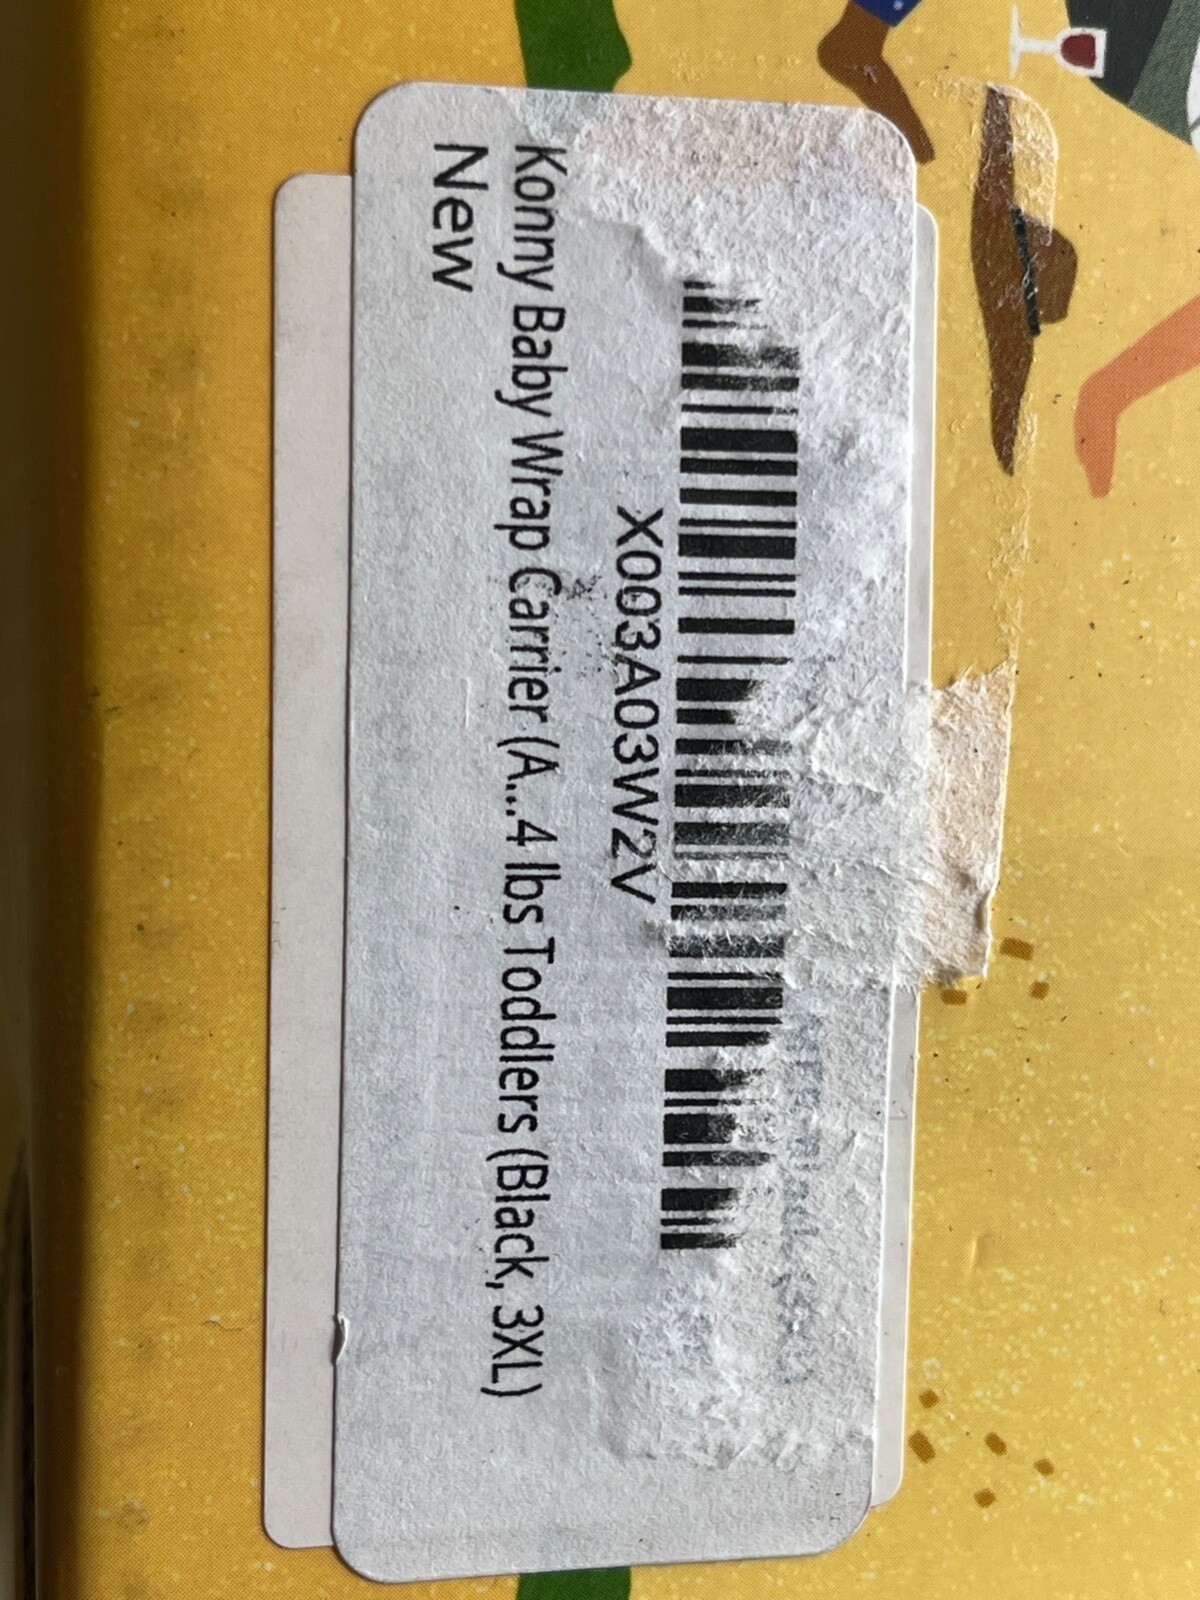 X003A03W2V
Konny Baby Wrap Carrier (A...4 lbs Toddlers (Black, 3XL)
New